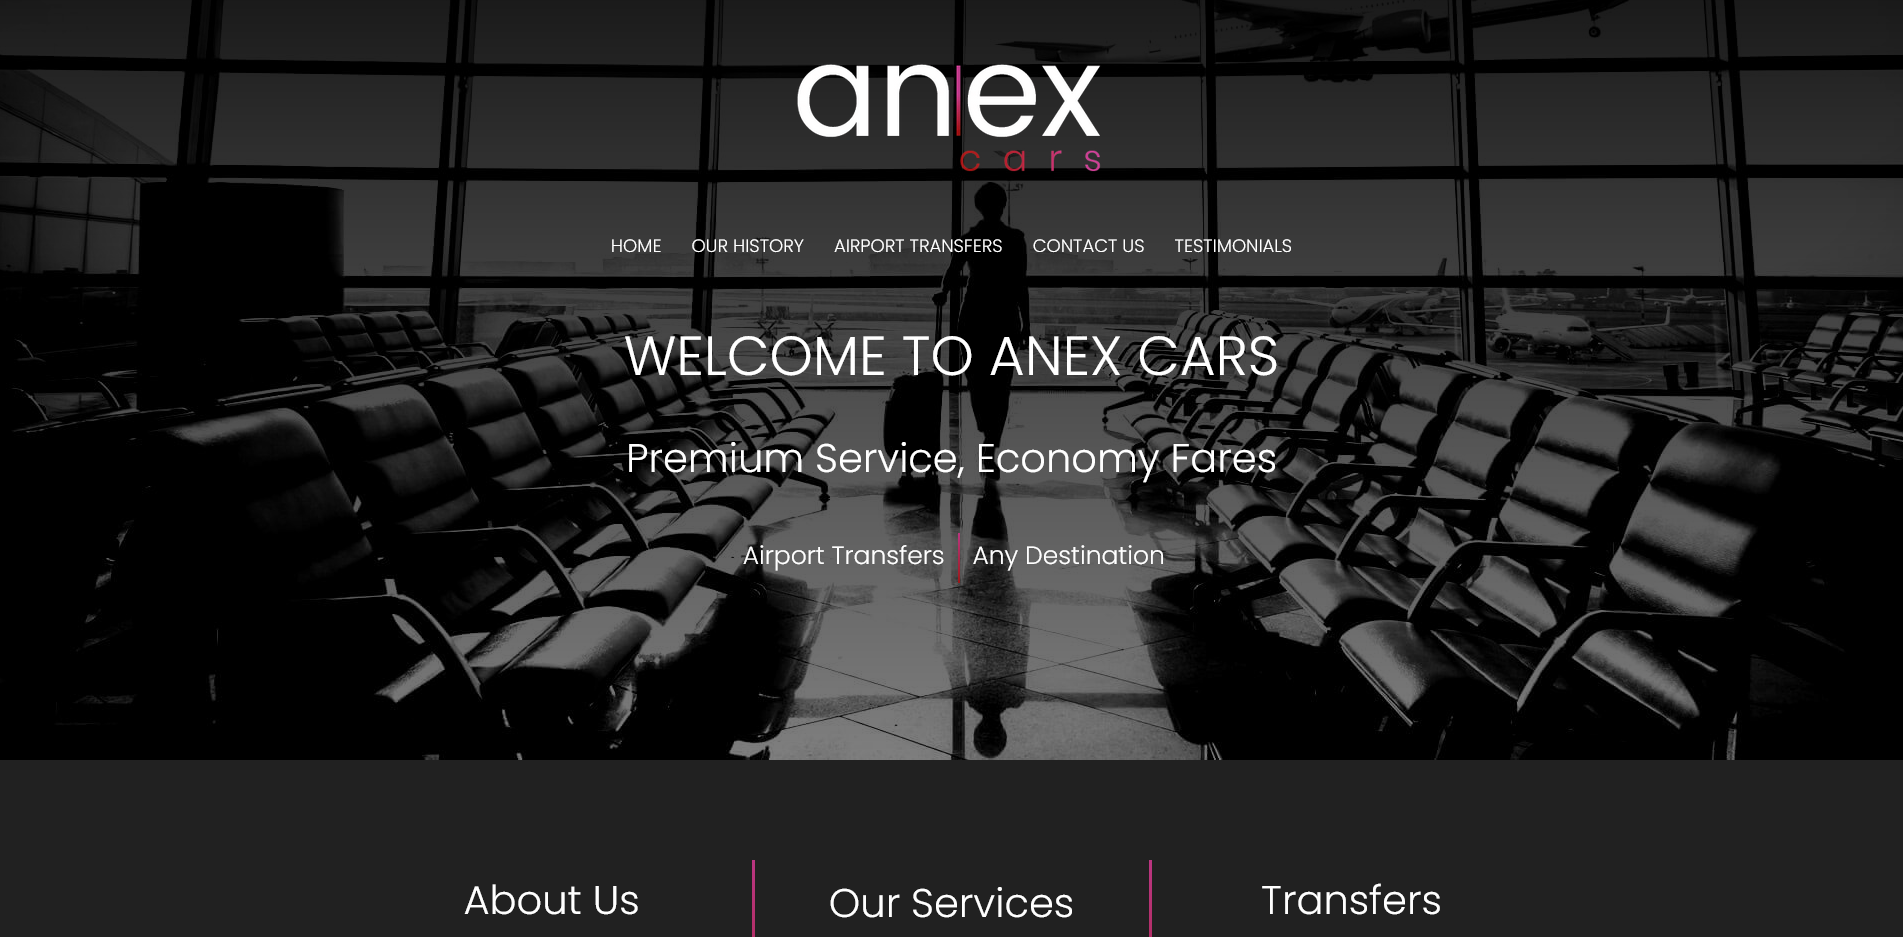 anex
cars
HOME OUR HISTORY AIRPORT TRANSFERS CONTACT US TESTIMONIALS
WELCOME TO ANEX CARS
Premium Service, Economy Fares
Airport Transfers Any Destination
About Us Our Services Transfers